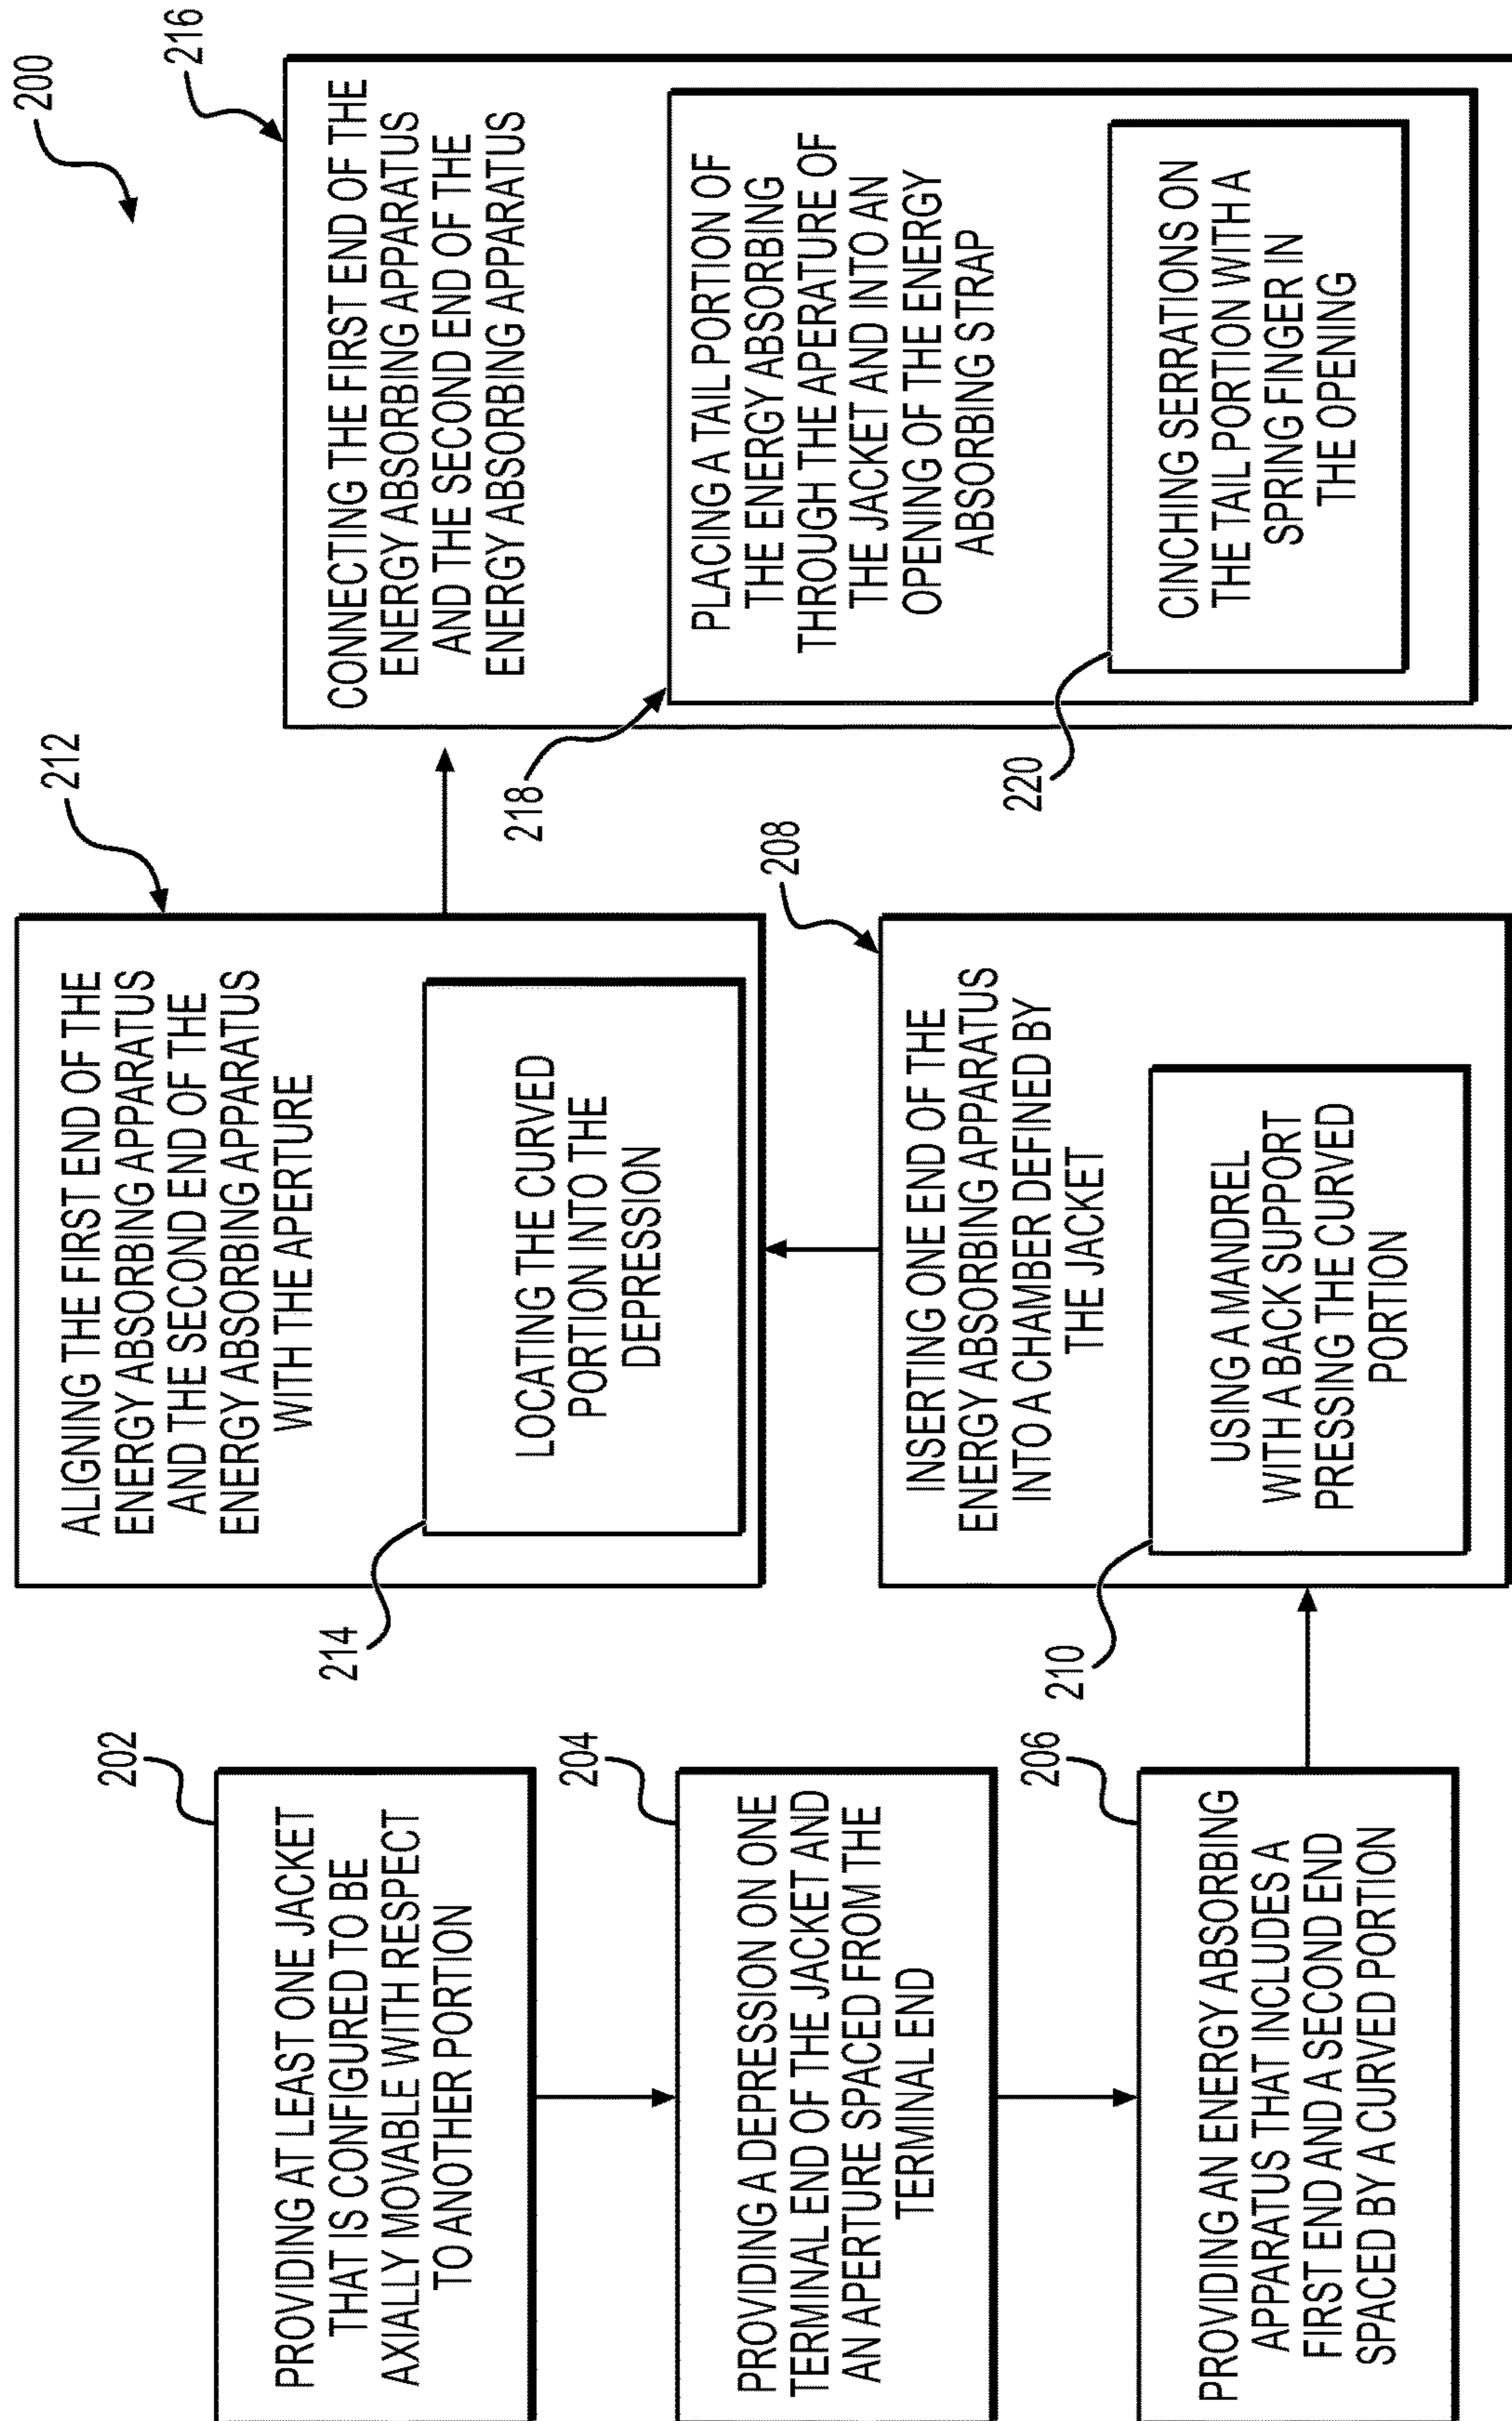 200
202
PROVIDING AT LEAST ONE JACKET
THAT IS CONFIGURED TO BE
AXIALLY MOVABLE WITH RESPECT
TO ANOTHER PORTION
204
PROVIDING A DEPRESSION ON ONE
TERMINAL END OF THE JACKET AND
AN APERTURE SPACED FROM THE
TERMINAL END
206
PROVIDING AN ENERGY ABSORBING
APPARATUS THAT INCLUDES A
FIRST END AND A SECOND END
SPACED BY A CURVED PORTION
208
INSERTING ONE END OF THE
ENERGY ABSORBING APPARATUS
INTO A CHAMBER DEFINED BY
THE JACKET
210
USING A MANDREL
WITH A BACK SUPPORT
PRESSING THE CURVED
PORTION
212
ALIGNING THE FIRST END OF THE
ENERGY ABSORBING APPARATUS
AND THE SECOND END OF THE
ENERGY ABSORBING APPARATUS
WITH THE APERTURE
214
LOCATING THE CURVED
PORTION INTO THE
DEPRESSION
216
CONNECTING THE FIRST END OF THE
ENERGY ABSORBING APPARATUS
AND THE SECOND END OF THE
ENERGY ABSORBING APPARATUS
218
PLACING A TAIL PORTION OF
THE ENERGY ABSORBING
THROUGH THE APERATURE OF
THE JACKET AND INTO AN
OPENING OF THE ENERGY
ABSORBING STRAP
220
CINCHING SERRATIONS ON
THE TAIL PORTION WITH A
SPRING FINGER IN
THE OPENING